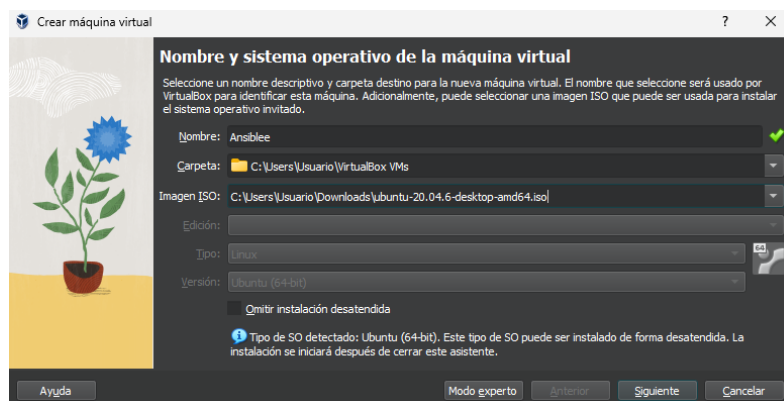 Crear máquina virtual
Nombre y sistema operativo de la máquina virtual
Seleccione un nombre descriptivo y carpeta destino para la nueva máquina virtual. El nombre que seleccione será usado por
VirtualBox para identificar esta máquina. Adicionalmente, puede seleccionar una imagen ISO que puede ser usada para instalar
el sistema operativo invitado.
Nombre: Ansiblee
Carpeta: C:\Users\Usuario\VirtualBox VMs
Imagen ISO: C:\Users\Usuario\Downloads\ubuntu-20.04.6-desktop-amd64.iso
Edición:
Tipo: Linux
64
Versión: Ubuntu (64-bit)
Omitir instalación desatendida
Tipo de SO detectado: Ubuntu (64-bit). Este tipo de SO puede ser instalado de forma desatendida. La
instalación se iniciará después de cerrar este asistente.
Ayuda Modo experto Anterior Siguiente Cancelar